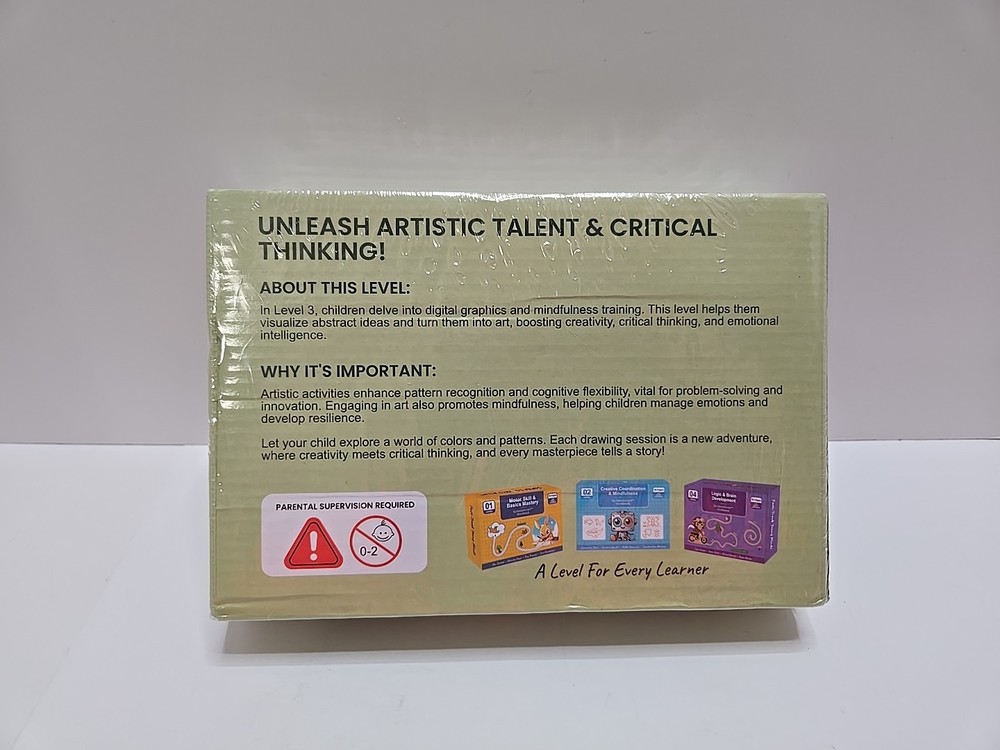 UNLEASH ARTISTIC TALENT & CRITICAL
THINKING!
ABOUT THIS LEVEL:
In Level 3, children delve into digital graphics and mindfulness training. This level helps them
visualize abstract ideas and turn them into art, boosting creativity, critical thinking, and emotional
intelligence.
WHY IT'S IMPORTANT:
Artistic activities enhance pattern recognition and cognitive flexibility, vital for problem-solving and
innovation. Engaging in art also promotes mindfulness, helping children manage emotions and
develop resilience.
Let your child explore a world of colors and patterns. Each drawing session is a new adventure,
where creativity meets critical thinking, and every masterpiece tells a story!
PARENTAL SUPERVISION REQUIRED
0-2
01
Motor Skill &
Basics Mastery
02
Creative Coordination
& Mindfulness
04
Logic & Brain
Development
A Level For Every Learner